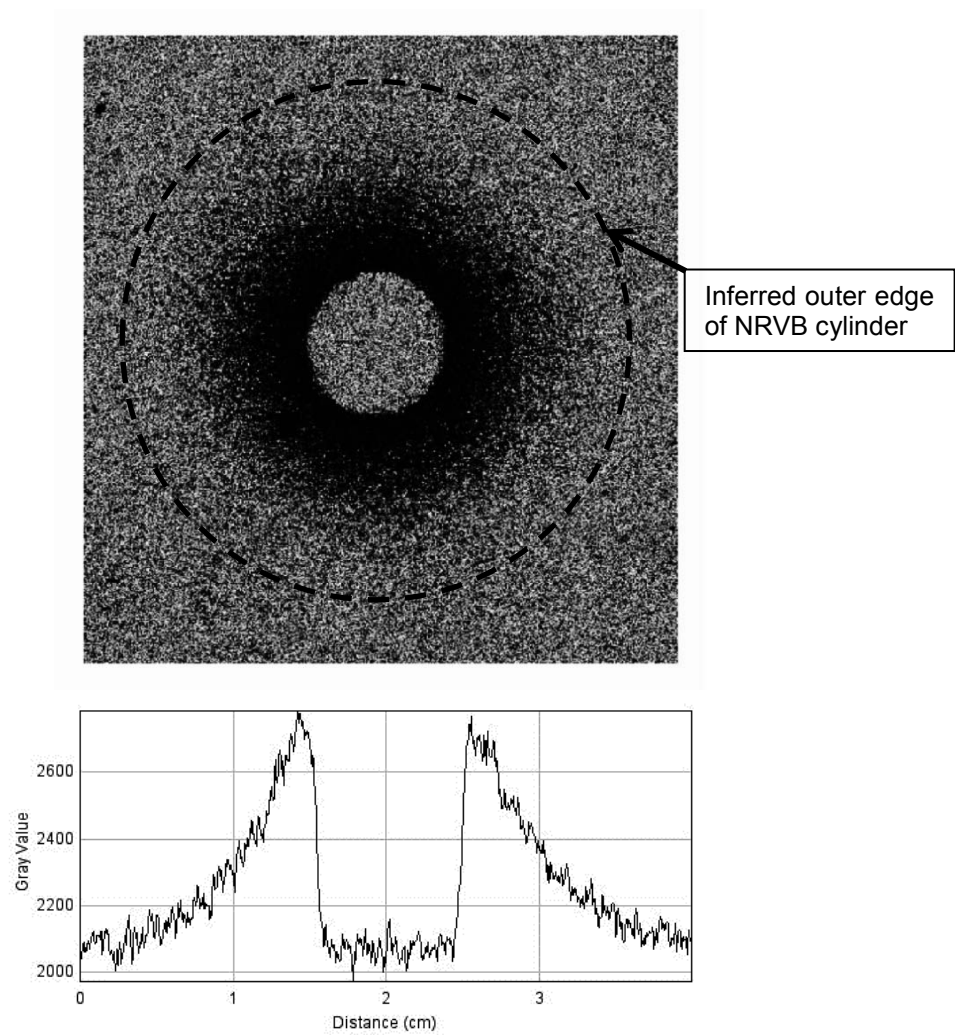 Inferred outer edge
of NRVB cylinder
2600
2400
2200
2000
Gray Value
0
1
2
3
Distance (cm)